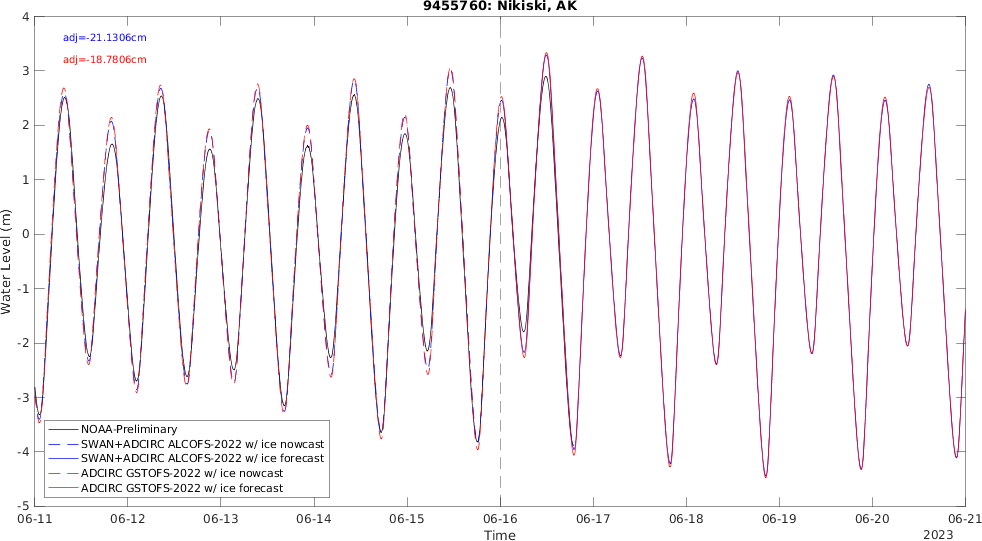 9455760: Nikiski, AK
adj=-21.1306cm
adj=-18.7806cm
Water Level (m)
4
3
2
1
0
-1
-2
-3
-4
-5
NOAA-Preliminary
SWAN+ADCIRC ALCOFS-2022 w/ ice nowcast
SWAN+ADCIRC ALCOFS-2022 w/ ice forecast
ADCIRC GSTOFS-2022 w/ ice nowcast
ADCIRC GSTOFS-2022 w/ ice forecast
06-11 06-12 06-13 06-14 06-15 06-16 06-17 06-18 06-19 06-20 06-21
Time 2023